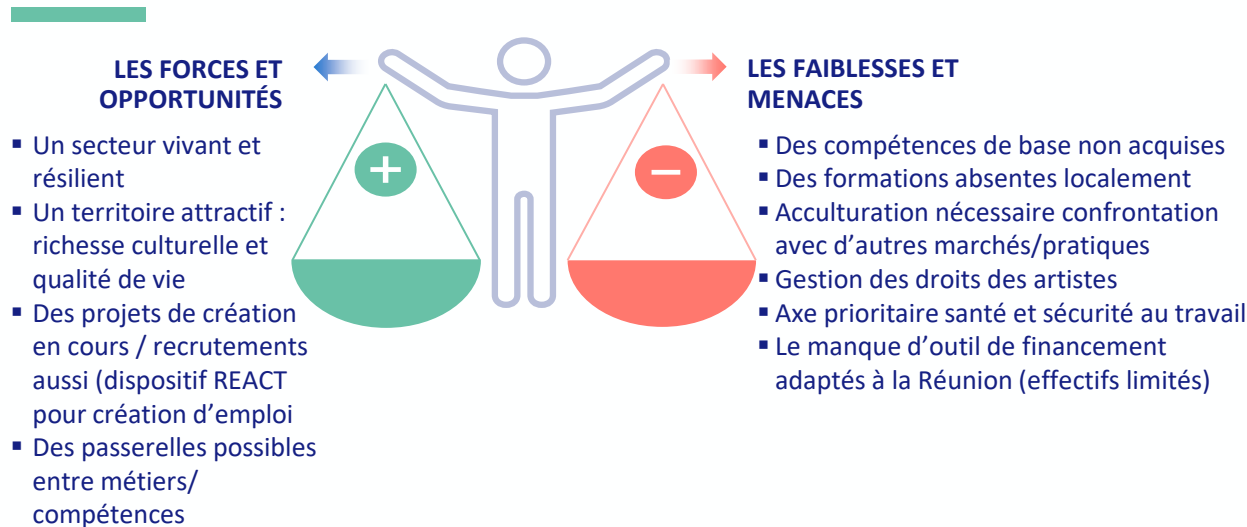 LES FORCES ET
OPPORTUNITÉS
▪ Un secteur vivant et
résilient
▪ Un territoire attractif :
richesse culturelle et
qualité de vie
▪ Des projets de création
en cours / recrutements
aussi (dispositif REACT
pour création d’emploi
▪ Des passerelles possibles
entre métiers/
compétences
LES FAIBLESSES ET
MENACES
▪ Des compétences de base non acquises
▪ Des formations absentes localement
▪ Acculturation nécessaire confrontation
avec d’autres marchés/pratiques
▪ Gestion des droits des artistes
▪ Axe prioritaire santé et sécurité au travail
▪ Le manque d’outil de financement
adaptés à la Réunion (effectifs limités)